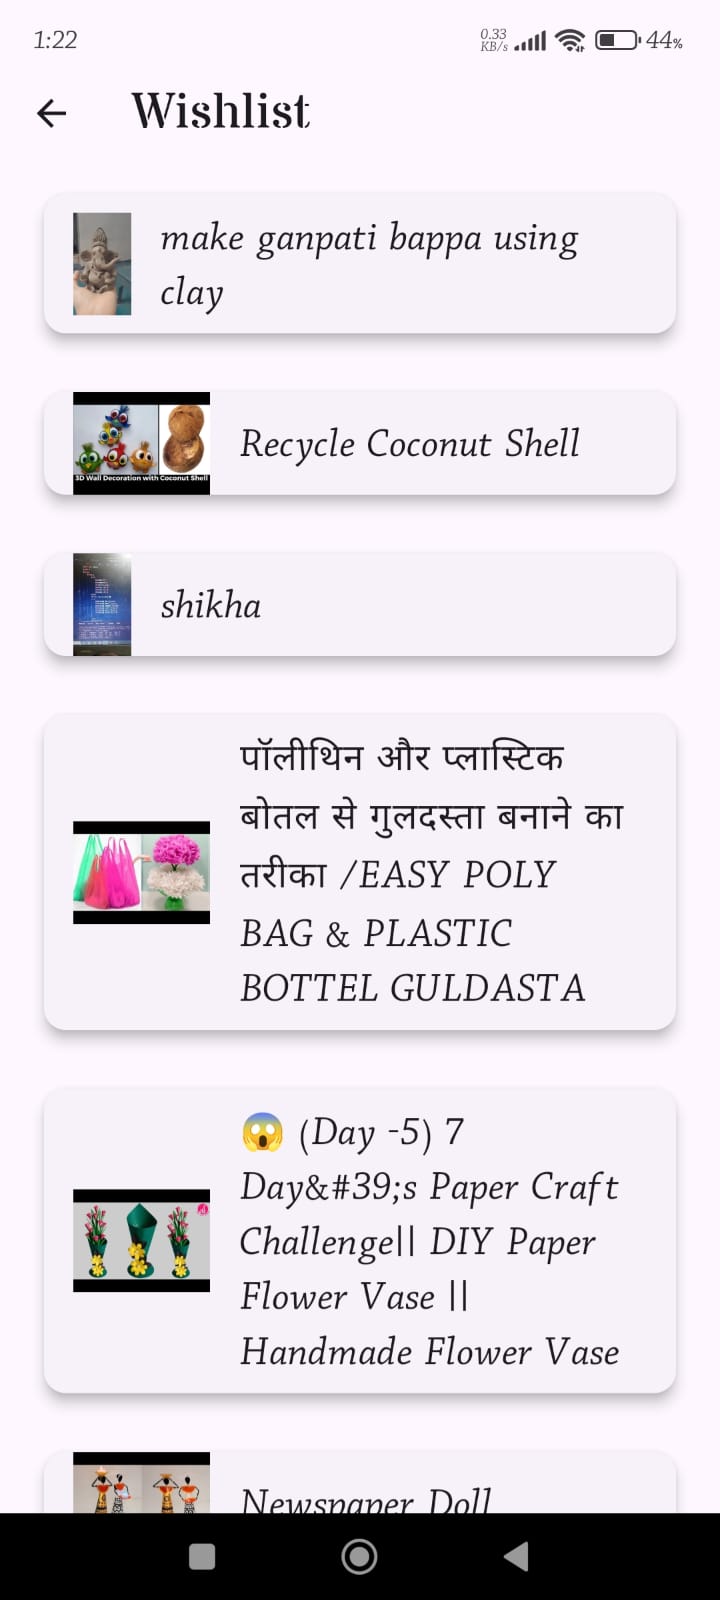 1:22
0.33
KB/s
44%
Wishlist
make ganpati bappa using
clay
3D Wall Decoration with Coconut Shell
Recycle Coconut Shell
shikha
पॉलीथिन और प्लास्टिक
बोतल से गुलदस्ता बनाने का
तरीका /EASY POLY
BAG & PLASTIC
BOTTEL GULDASTA
😱 (Day -5) 7
Day&#39;s Paper Craft
Challenge|| DIY Paper
Flower Vase ||
Handmade Flower Vase
Newspaper Doll